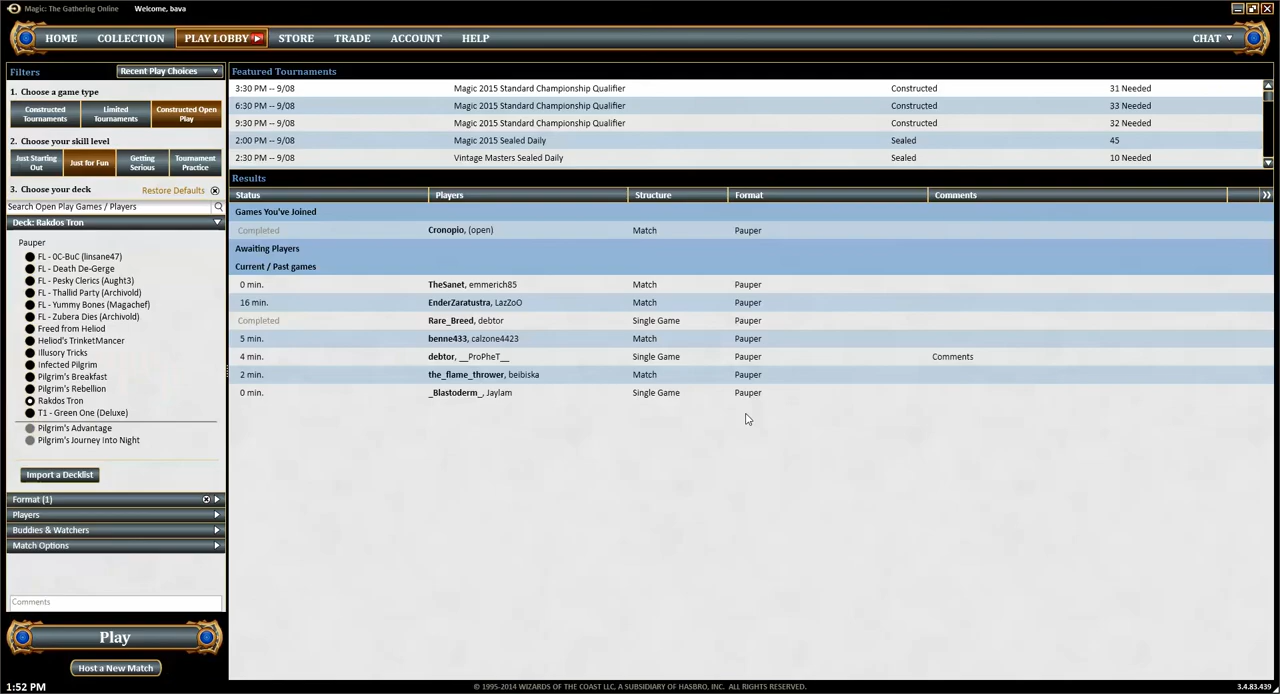 Magic: The Gathering Online Welcome, bava
HOME COLLECTION PLAY LOBBY STORE TRADE ACCOUNT HELP CHAT
Filters Recent Play Choices
1. Choose a game type
Constructed Tournaments Limited Tournaments Constructed Open Play
2. Choose your skill level
Just Starting Out Just for Fun Getting Serious Tournament Practice
3. Choose your deck Restore Defaults
Search Open Play Games / Players
Deck: Rakdos Tron
Pauper
FL - 0C-BuC (linsane47)
FL - Death De-Gerge
FL - Pesky Clerics (Aught3)
FL - Thallid Party (Archivold)
FL - Yummy Bones (Magachef)
FL - Zubera Dies (Archivold)
Freed from Heliod
Heliod's TrinketMancer
Illusory Tricks
Infected Pilgrim
Pilgrim's Breakfast
Pilgrim's Rebellion
Rakdos Tron
T1 - Green One (Deluxe)
Pilgrim's Advantage
Pilgrim's Journey Into Night
Import a Decklist
Format (1)
Players
Buddies & Watchers
Match Options
Comments
Play
Host a New Match
1:52 PM
Featured Tournaments
3:30 PM -- 9/08 Magic 2015 Standard Championship Qualifier Constructed 31 Needed
6:30 PM -- 9/08 Magic 2015 Standard Championship Qualifier Constructed 33 Needed
9:30 PM -- 9/08 Magic 2015 Standard Championship Qualifier Constructed 32 Needed
2:00 PM -- 9/08 Magic 2015 Sealed Daily Sealed 45
2:30 PM -- 9/08 Vintage Masters Sealed Daily Sealed 10 Needed
Results
Status Players Structure Format Comments
Games You've Joined
Completed Cronopio, (open) Match Pauper
Awaiting Players
Current / Past games
0 min. TheSanet, emmerich85 Match Pauper
16 min. EnderZaratustra, LazZoO Match Pauper
Completed Rare_Breed, debtor Single Game Pauper
5 min. benne433, calzone4423 Match Pauper
4 min. debtor, __ProPheT__ Single Game Pauper Comments
2 min. the_flame_thrower, beibiska Match Pauper
0 min. _Blastoderm_, Jaylam Single Game Pauper
© 1995-2014 WIZARDS OF THE COAST LLC, A SUBSIDIARY OF HASBRO, INC. ALL RIGHTS RESERVED.
3.4.83.439